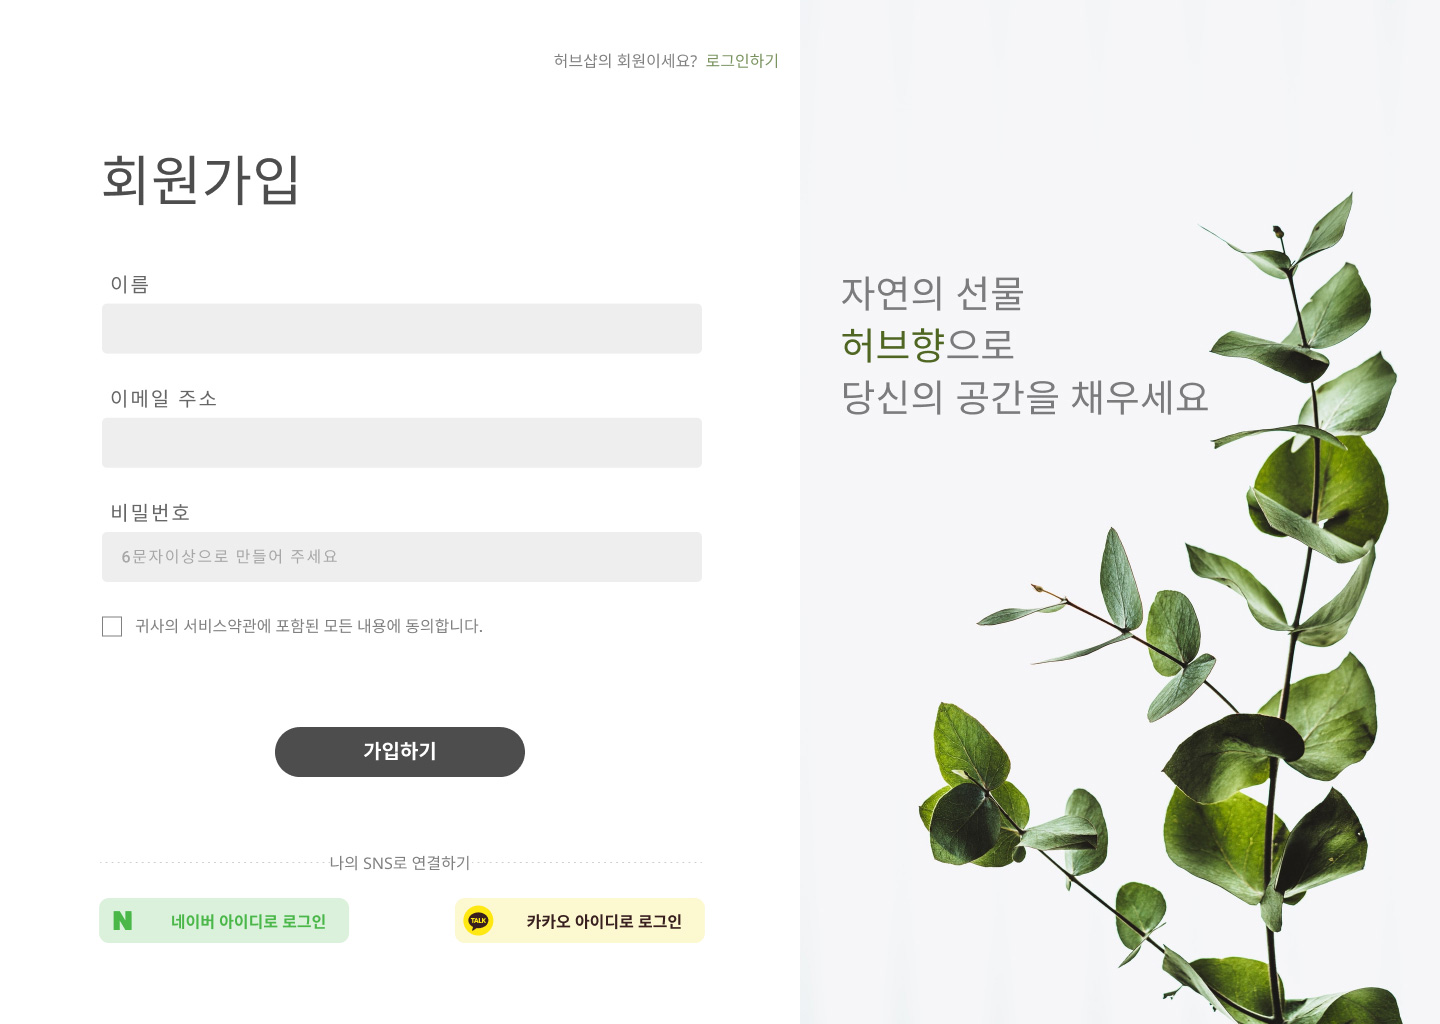 허브샵의 회원이세요? 로그인하기
회원가입
이름
이메일 주소
비밀번호
6문자이상으로 만들어 주세요
귀사의 서비스약관에 포함된 모든 내용에 동의합니다.
가입하기
나의 SNS로 연결하기
N 네이버 아이디로 로그인
TALK 카카오 아이디로 로그인
자연의 선물
허브향으로
당신의 공간을 채우세요